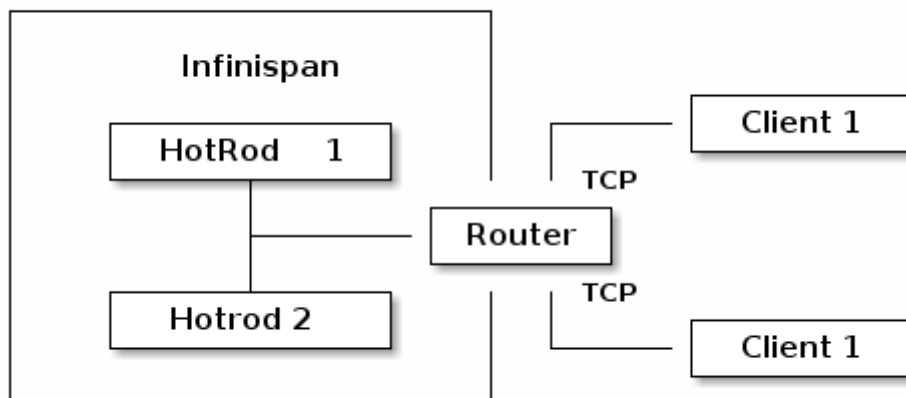 Infinispan
HotRod 1
Client 1
TCP
Router
TCP
Hotrod 2
Client 1